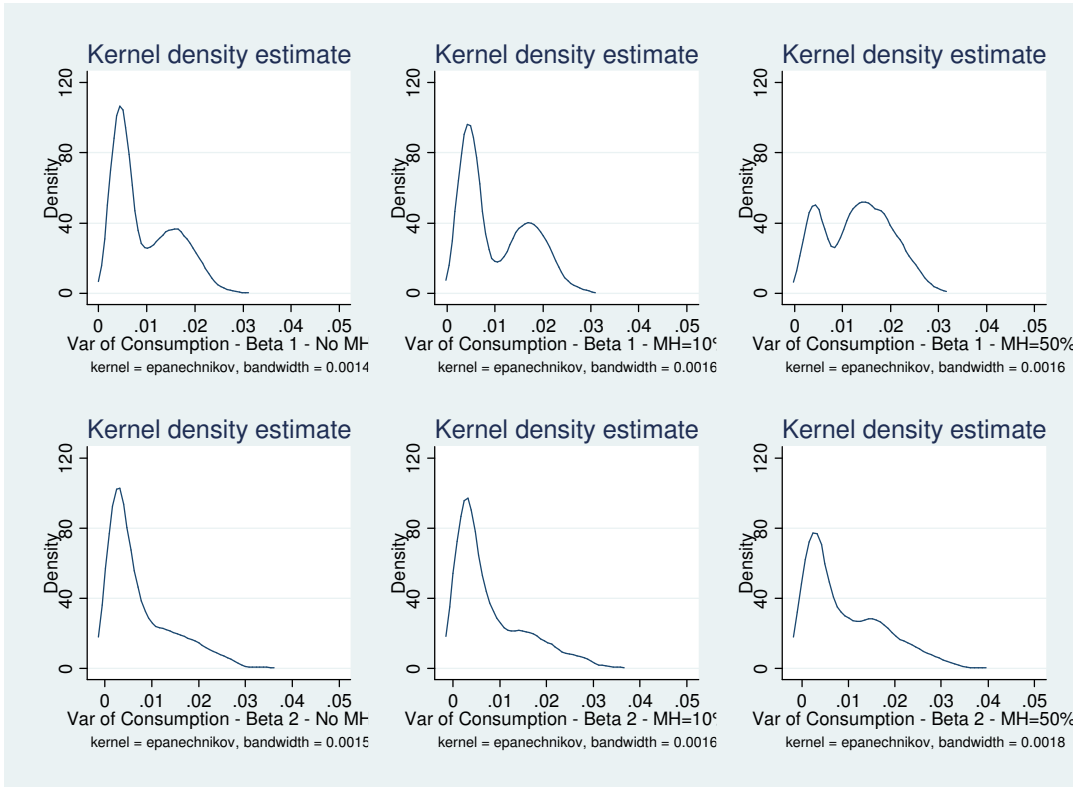 Kernel density estimate
Density
0 40 80 120
0 .01 .02 .03 .04 .05
Var of Consumption - Beta 1 - No MH
kernel = epanechnikov, bandwidth = 0.0014
Kernel density estimate
Density
0 40 80 120
0 .01 .02 .03 .04 .05
Var of Consumption - Beta 1 - MH=10%
kernel = epanechnikov, bandwidth = 0.0016
Kernel density estimate
Density
0 40 80 120
0 .01 .02 .03 .04 .05
Var of Consumption - Beta 1 - MH=50%
kernel = epanechnikov, bandwidth = 0.0016
Kernel density estimate
Density
0 40 80 120
0 .01 .02 .03 .04 .05
Var of Consumption - Beta 2 - No MH
kernel = epanechnikov, bandwidth = 0.0015
Kernel density estimate
Density
0 40 80 120
0 .01 .02 .03 .04 .05
Var of Consumption - Beta 2 - MH=10%
kernel = epanechnikov, bandwidth = 0.0016
Kernel density estimate
Density
0 40 80 120
0 .01 .02 .03 .04 .05
Var of Consumption - Beta 2 - MH=50%
kernel = epanechnikov, bandwidth = 0.0018